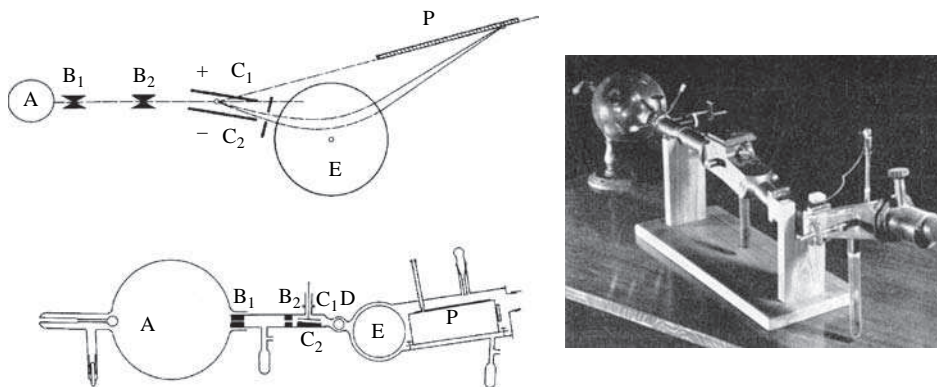 P
+ C1
B1 B2
A
− C2
E
A B1 B2 C1 D
C2 E P